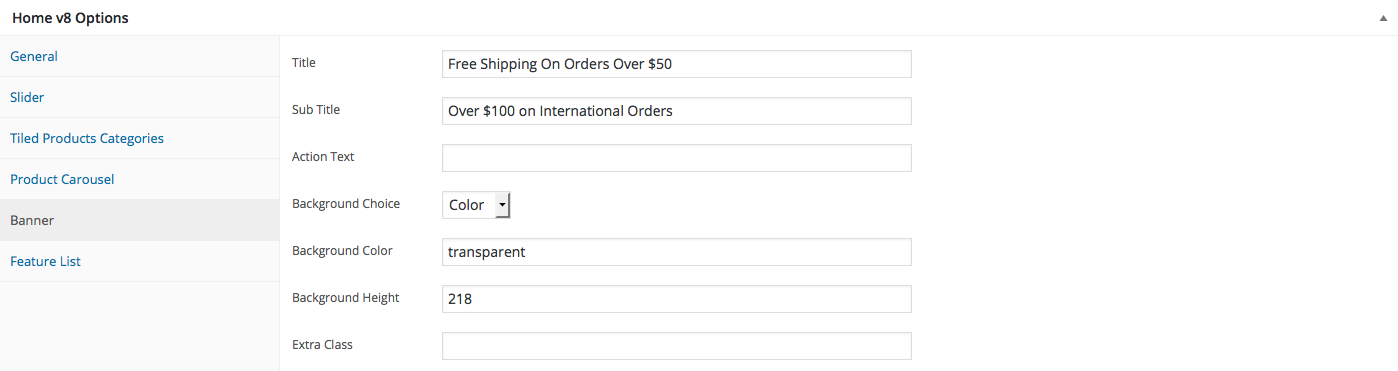 Home v8 Options
General
Slider
Tiled Products Categories
Product Carousel
Banner
Feature List
Title
Free Shipping On Orders Over $50
Sub Title
Over $100 on International Orders
Action Text
Background Choice
Color
Background Color
transparent
Background Height
218
Extra Class